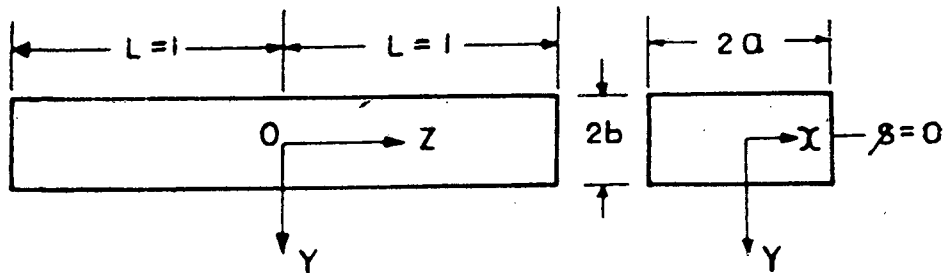 L = 1 L = 1 2a
O Z 2b x s = 0
Y Y